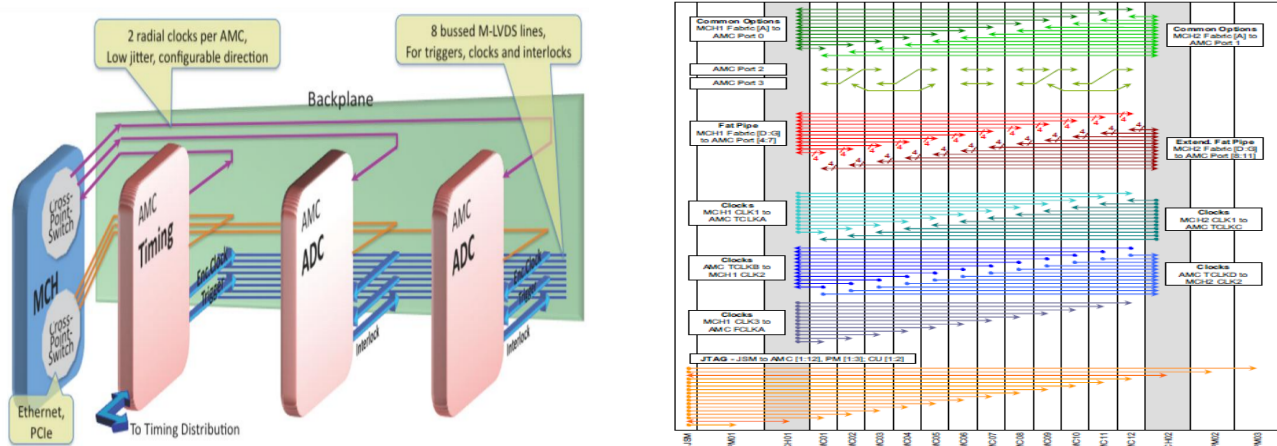 2 radial clocks per AMC,
Low jitter, configurable direction
8 bussed M-LVDS lines,
For triggers, clocks and interlocks
Backplane
Cross-
Point-
Switch
MCH
Cross-
Point-
Switch
AMC
Timing
AMC
ADC
AMC
ADC
Trigger
Interlock
Trigger
Interlock
Ethernet,
PCIe
To Timing Distribution
Common Options
MCH1 Fabric [A] to
AMC Port 0
Common Options
MCH2 Fabric [A] to
AMC Port 1
AMC Port 2
AMC Port 3
Fat Pipe
MCH1 Fabric [D:G]
to AMC Port [4:7]
Extend. Fat Pipe
MCH2 Fabric [D:G]
to AMC Port [8:11]
Clocks
MCH1 CLK1 to
AMC TCLKA
Clocks
MCH2 CLK1 to
AMC TCLKC
Clocks
AMC TCLKB to
MCH1 CLK2
Clocks
AMC TCLKD to
MCH2 CLK2
Clocks
MCH1 CLK3 to
AMC FCLKA
JTAG - JSM to AMC [1:12], PM [1:3]; CU [1:2]
JSM